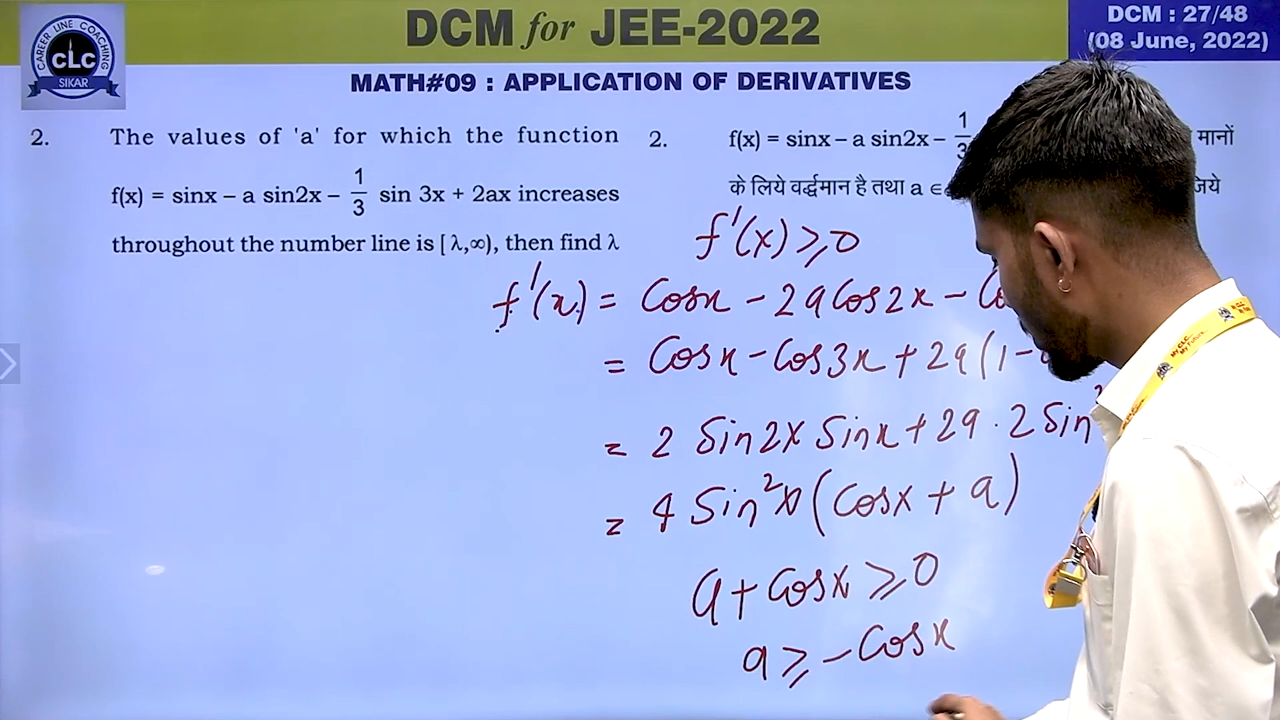 DCM for JEE-2022
DCM : 27/48
(08 June, 2022)
CAREER LINE COACHING
CLC
SIKAR
MATH#09 : APPLICATION OF DERIVATIVES
2. The values of 'a' for which the function
f(x) = sinx – a sin2x – 1/3 sin 3x + 2ax increases
throughout the number line is [λ,∞), then find λ
2. f(x) = sinx – a sin2x – 1/3 मानों
के लिये वर्द्धमान है तथा a ∈
f'(x) ⩾ 0
f'(x) = Cosx – 2a Cos2x –
= Cosx – Cos3x + 2a (1 –
= 2 Sin2x Sinx + 2a · 2 Sin²
= 4 Sin²x (Cosx + a)
a + Cosx ⩾ 0
a ⩾ – Cosx